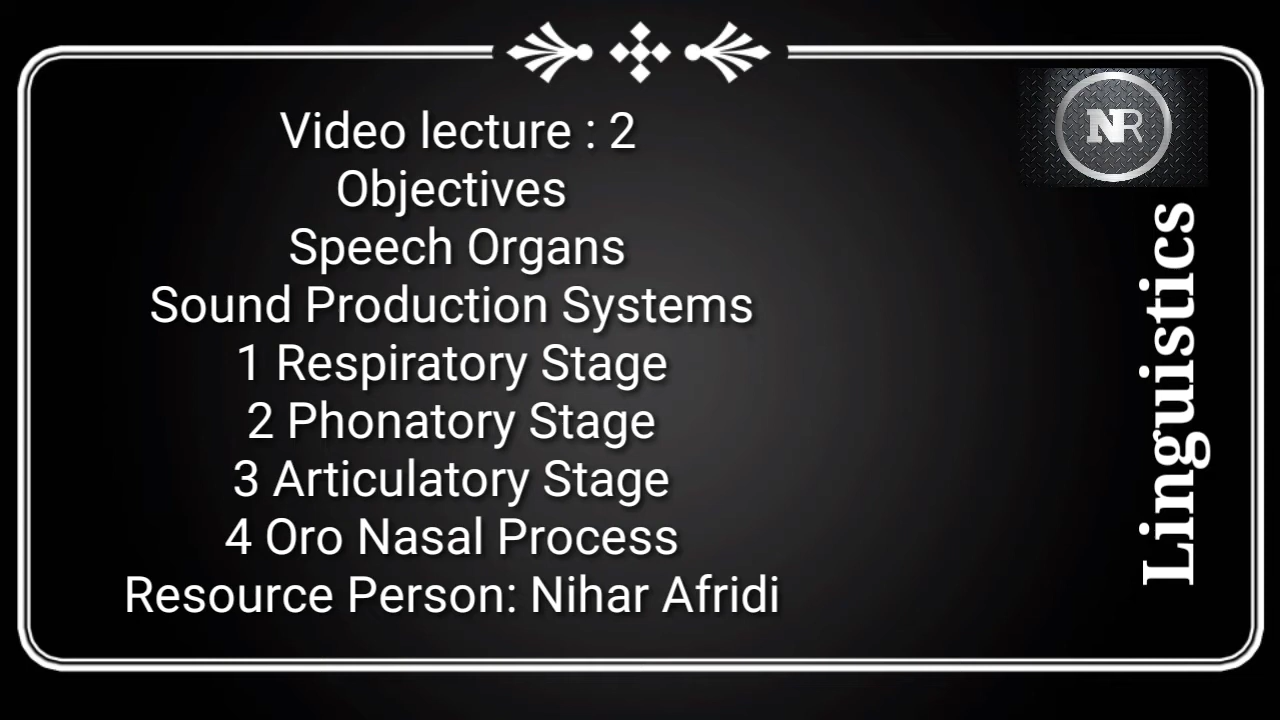 Video lecture : 2
Objectives
Speech Organs
Sound Production Systems
1 Respiratory Stage
2 Phonatory Stage
3 Articulatory Stage
4 Oro Nasal Process
Resource Person: Nihar Afridi
NR
Linguistics